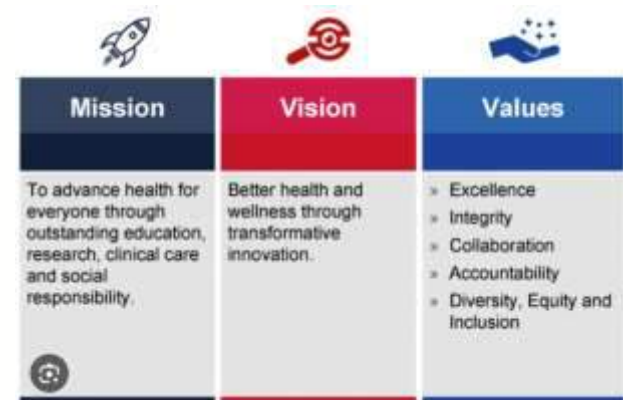 Mission
To advance health for
everyone through
outstanding education,
research, clinical care
and social
responsibility.
Vision
Better health and
wellness through
transformative
innovation.
Values
» Excellence
» Integrity
» Collaboration
» Accountability
» Diversity, Equity and
Inclusion